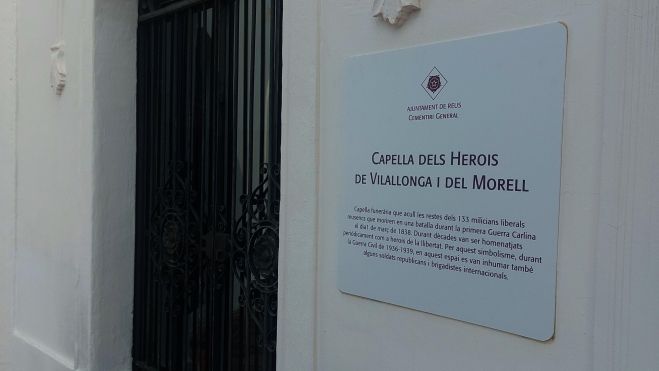 AJUNTAMENT DE REUS
CEMENTIRI GENERAL
CAPELLA DELS HEROIS
DE VILALLONGA I DEL MORELL
Capella funerària que acull les restes dels 133 milicians liberals
reusencs que moriren en una batalla durant la primera Guerra Carlina
el dia1 de març de 1838. Durant dècades van ser homenatjats
periòdicament com a herois de la llibertat. Per aquest simbolisme, durant
la Guerra Civil de 1936-1939, en aquest espai es van inhumar també
alguns soldats republicans i brigadistes internacionals.